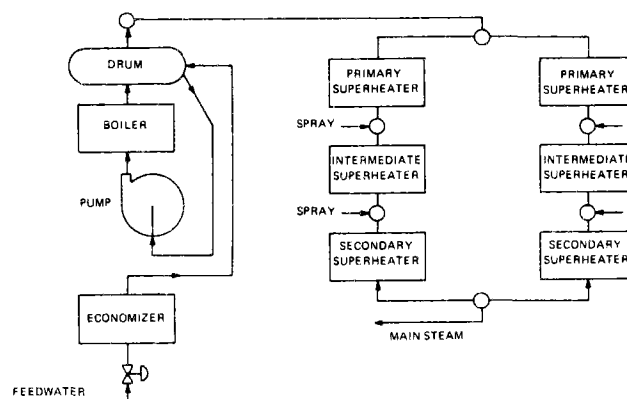 DRUM
BOILER
PUMP
ECONOMIZER
FEEDWATER
PRIMARY
SUPERHEATER
SPRAY
INTERMEDIATE
SUPERHEATER
SPRAY
SECONDARY
SUPERHEATER
PRIMARY
SUPERHEATER
INTERMEDIATE
SUPERHEATER
SECONDARY
SUPERHEATER
MAIN STEAM